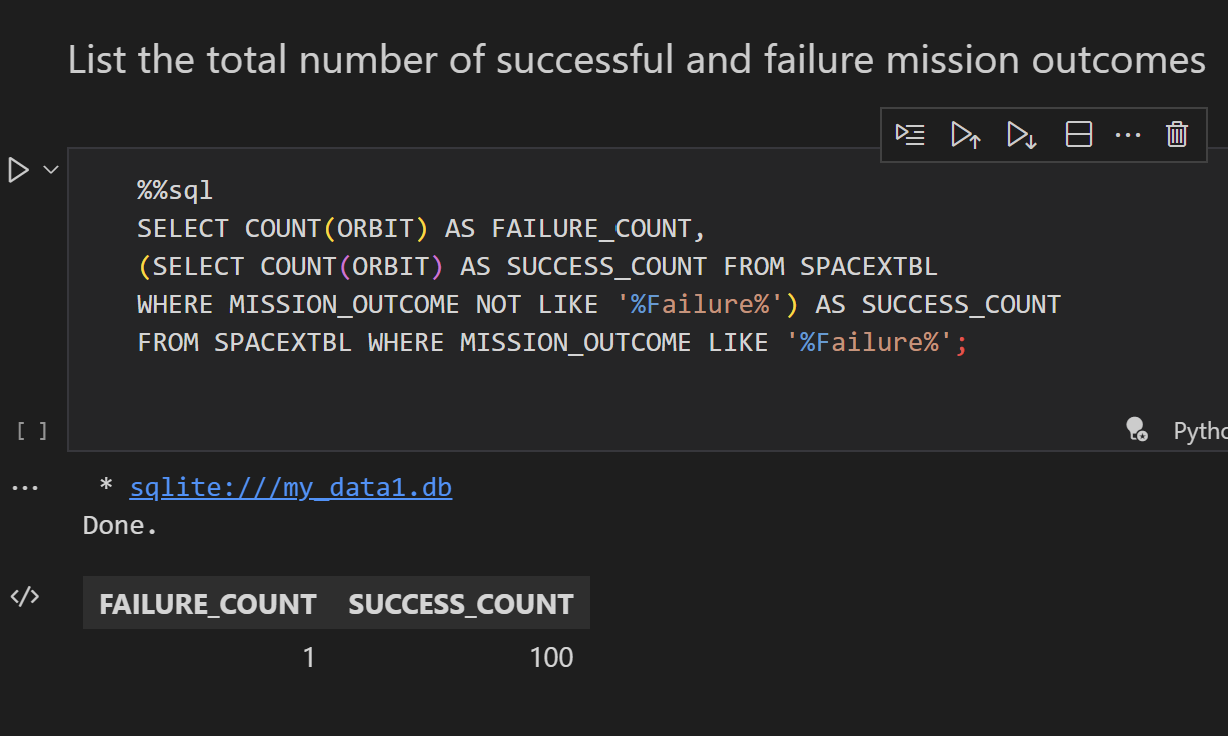 List the total number of successful and failure mission outcomes
%%sql
SELECT COUNT(ORBIT) AS FAILURE_COUNT,
(SELECT COUNT(ORBIT) AS SUCCESS_COUNT FROM SPACEXTBL
WHERE MISSION_OUTCOME NOT LIKE '%Failure%') AS SUCCESS_COUNT
FROM SPACEXTBL WHERE MISSION_OUTCOME LIKE '%Failure%';
[ ]
Pytho
* sqlite:///my_data1.db
Done.
FAILURE_COUNT SUCCESS_COUNT
1 100